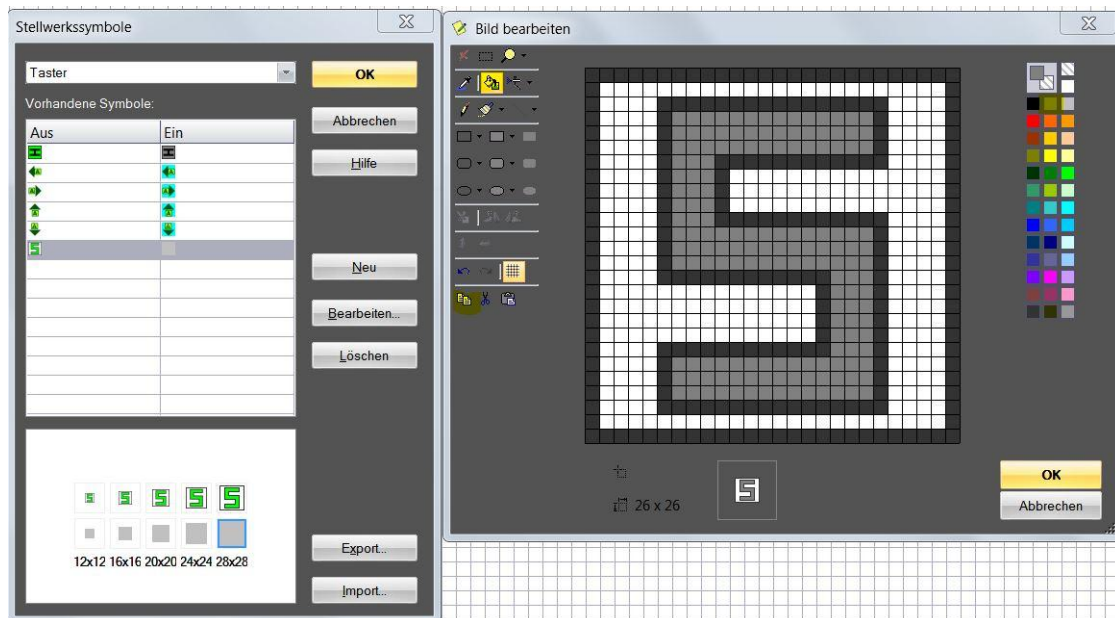 Stellwerkssymbole
Taster
OK
Vorhandene Symbole:
Abbrechen
Aus Ein
Hilfe
Neu
Bearbeiten...
Löschen
12x12 16x16 20x20 24x24 28x28
Export...
Import...
Bild bearbeiten
26 x 26
OK
Abbrechen